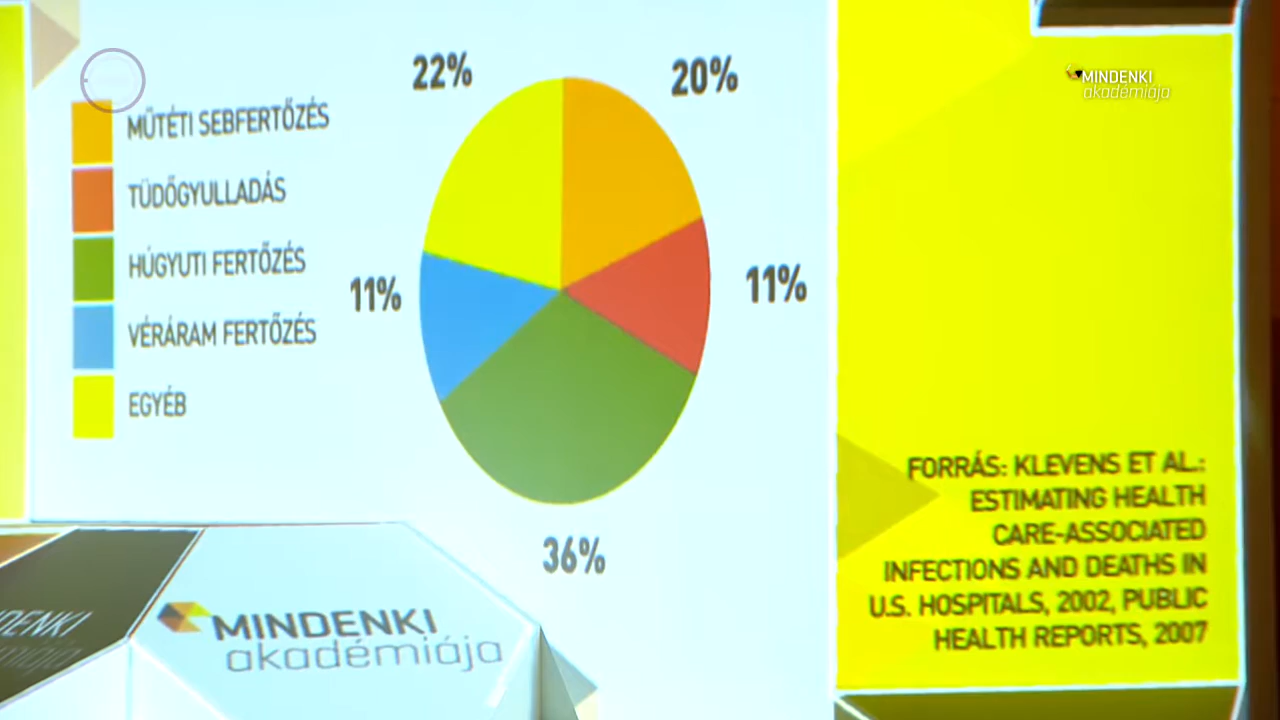 MINDENKI
akadémiája
22%
20%
MŰTÉTI SEBFERTŐZÉS
TÜDŐGYULLADÁS
HÚGYUTI FERTŐZÉS
VÉRÁRAM FERTŐZÉS
EGYÉB
11%
11%
36%
FORRÁS: KLEVENS ET AL.:
ESTIMATING HEALTH
CARE-ASSOCIATED
INFECTIONS AND DEATHS IN
U.S. HOSPITALS, 2002, PUBLIC
HEALTH REPORTS, 2007
MINDENKI
akadémiája